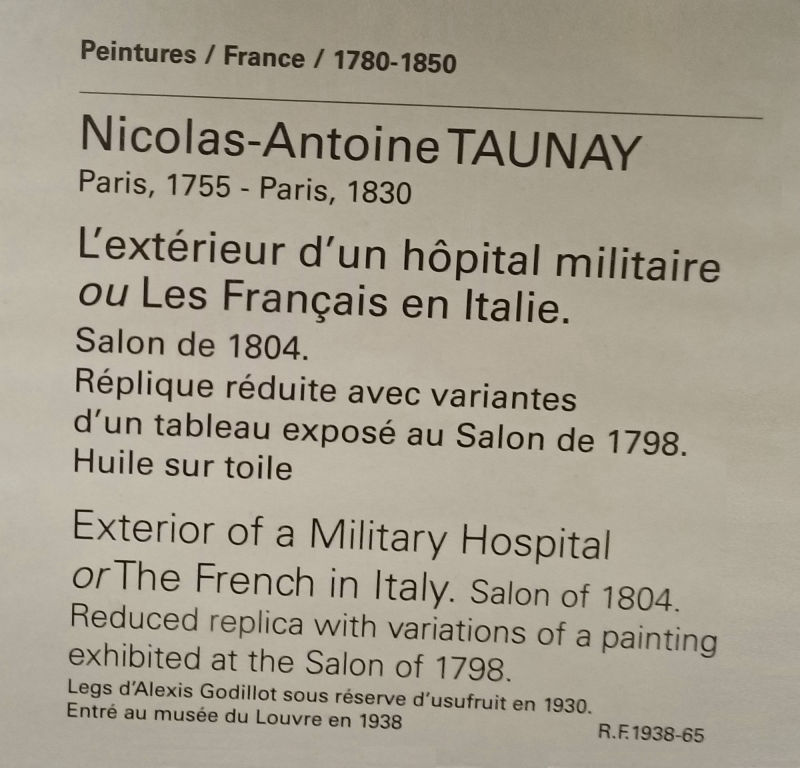 Peintures / France / 1780-1850
Nicolas-Antoine TAUNAY
Paris, 1755 - Paris, 1830
L'extérieur d'un hôpital militaire
ou Les Français en Italie.
Salon de 1804.
Réplique réduite avec variantes
d'un tableau exposé au Salon de 1798.
Huile sur toile
Exterior of a Military Hospital
or The French in Italy. Salon of 1804.
Reduced replica with variations of a painting
exhibited at the Salon of 1798.
Legs d'Alexis Godillot sous réserve d'usufruit en 1930.
Entré au musée du Louvre en 1938
R.F.1938-65